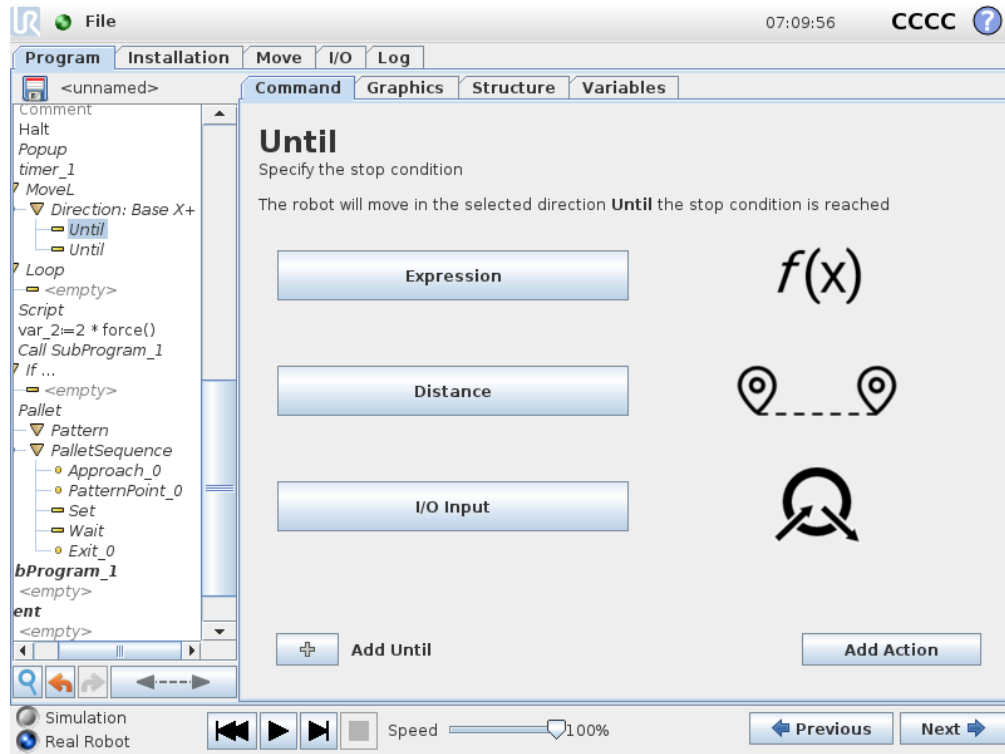 UR File 07:09:56 CCCC ?
Program Installation Move I/O Log
<unnamed> Command Graphics Structure Variables
Comment
Halt
Popup
timer_1
MoveL
Direction: Base X+
Until
Until
Loop
<empty>
Script
var_2:=2 * force()
Call SubProgram_1
If ...
<empty>
Pallet
Pattern
PalletSequence
Approach_0
PatternPoint_0
Set
Wait
Exit_0
bProgram_1
<empty>
ent
<empty>
Until
Specify the stop condition
The robot will move in the selected direction Until the stop condition is reached
Expression f(x)
Distance
I/O Input
Add Until Add Action
Simulation
Real Robot
Speed 100%
Previous Next